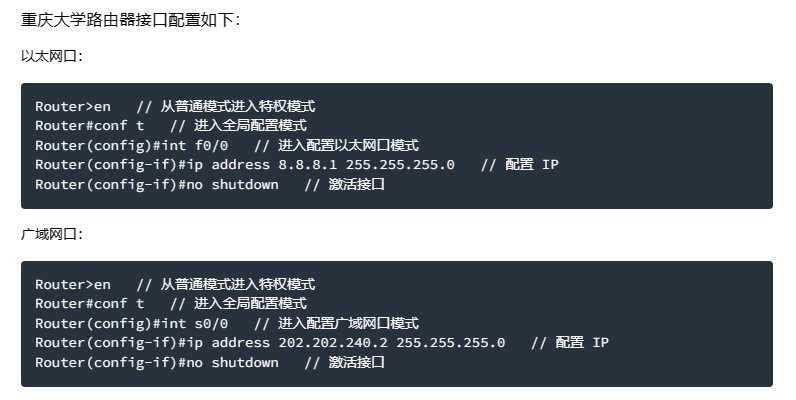 重庆大学路由器接口配置如下：
以太网口：
Router>en   // 从普通模式进入特权模式
Router#conf t   // 进入全局配置模式
Router(config)#int f0/0   // 进入配置以太网口模式
Router(config-if)#ip address 8.8.8.1 255.255.255.0   // 配置 IP
Router(config-if)#no shutdown   // 激活接口
广域网口：
Router>en   // 从普通模式进入特权模式
Router#conf t   // 进入全局配置模式
Router(config)#int s0/0   // 进入配置广域网口模式
Router(config-if)#ip address 202.202.240.2 255.255.255.0   // 配置 IP
Router(config-if)#no shutdown   // 激活接口